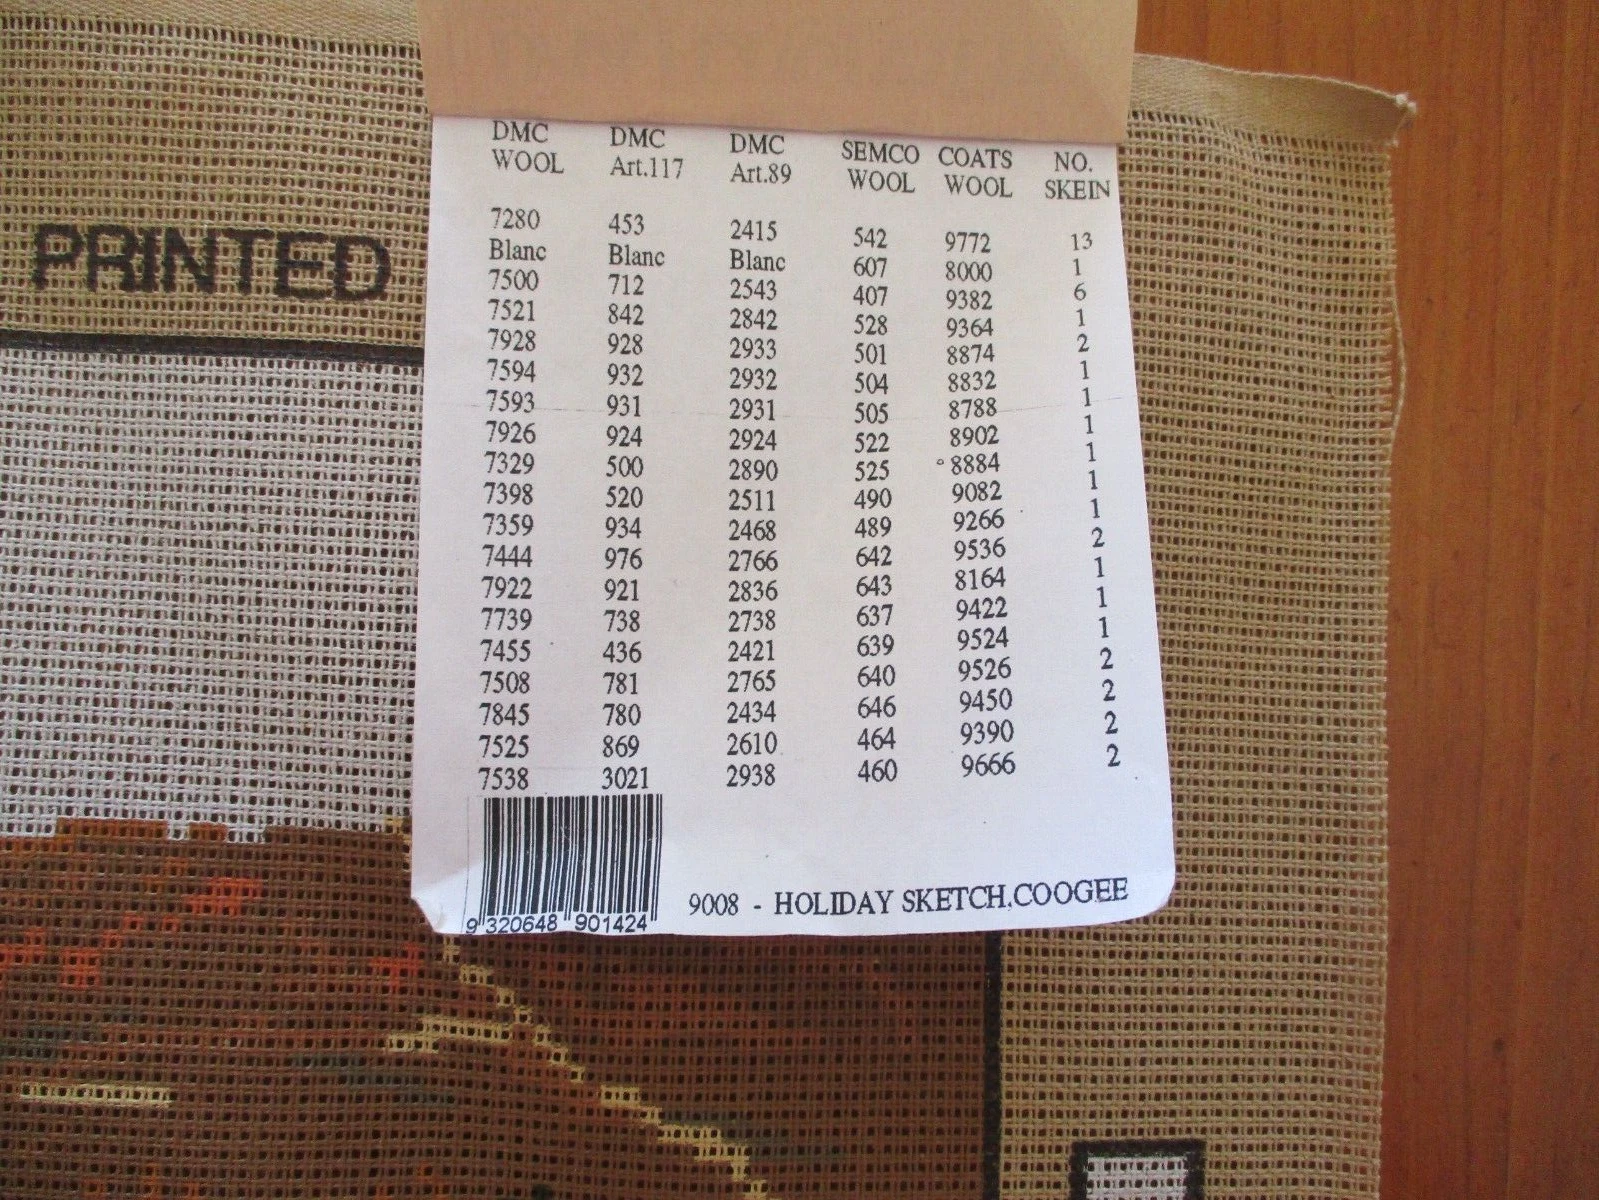 PRINTED
DMC DMC DMC SEMCO COATS NO.
WOOL Art.117 Art.89 WOOL WOOL SKEIN
7280 453 2415 542 9772 13
Blanc Blanc Blanc 607 8000 1
7500 712 2543 407 9382 6
7521 842 2842 528 9364 1
7928 928 2933 501 8874 2
7594 932 2932 504 8832 1
7593 931 2931 505 8788 1
7926 924 2924 522 8902 1
7329 500 2890 525 8884 1
7398 520 2511 490 9082 1
7359 934 2468 489 9266 1
7444 976 2766 642 9536 2
7922 921 2836 643 8164 1
7739 738 2738 637 9422 1
7455 436 2421 639 9524 1
7508 781 2765 640 9526 2
7845 780 2434 646 9450 2
7525 869 2610 464 9390 2
7538 3021 2938 460 9666 2
9 320648 901424
9008 - HOLIDAY SKETCH,COOGEE